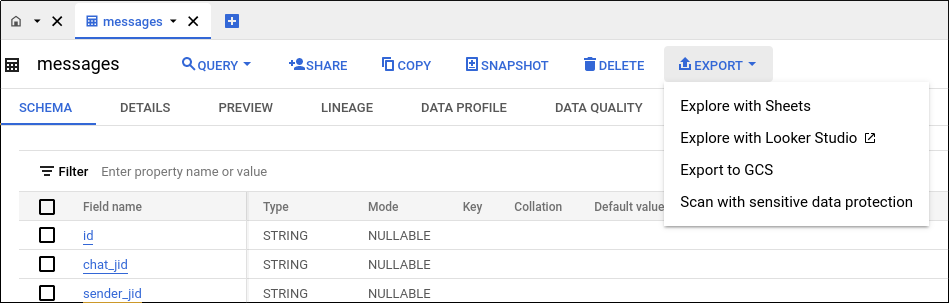 messages
messages QUERY SHARE COPY SNAPSHOT DELETE EXPORT
SCHEMA DETAILS PREVIEW LINEAGE DATA PROFILE DATA QUALITY
Explore with Sheets
Explore with Looker Studio
Export to GCS
Scan with sensitive data protection
Filter Enter property name or value
Field name Type Mode Key Collation Default value
id STRING NULLABLE
chat_jid STRING NULLABLE
sender_jid STRING NULLABLE